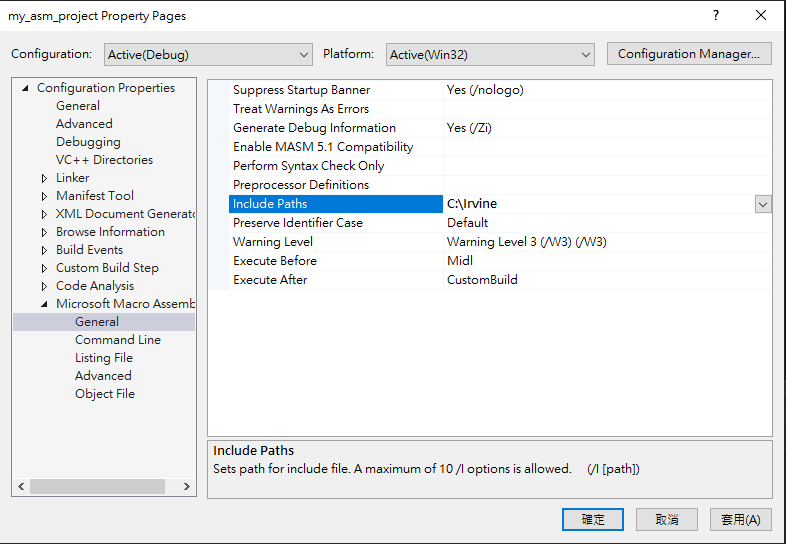 my_asm_project Property Pages
?
Configuration: Active(Debug) Platform: Active(Win32) Configuration Manager...
Configuration Properties
General
Advanced
Debugging
VC++ Directories
Linker
Manifest Tool
XML Document Generato
Browse Information
Build Events
Custom Build Step
Code Analysis
Microsoft Macro Assemb
General
Command Line
Listing File
Advanced
Object File
Suppress Startup Banner Yes (/nologo)
Treat Warnings As Errors
Generate Debug Information Yes (/Zi)
Enable MASM 5.1 Compatibility
Perform Syntax Check Only
Preprocessor Definitions
Include Paths C:\Irvine
Preserve Identifier Case Default
Warning Level Warning Level 3 (/W3) (/W3)
Execute Before Midl
Execute After CustomBuild
Include Paths
Sets path for include file. A maximum of 10 /I options is allowed. (/I [path])
確定 取消 套用(A)